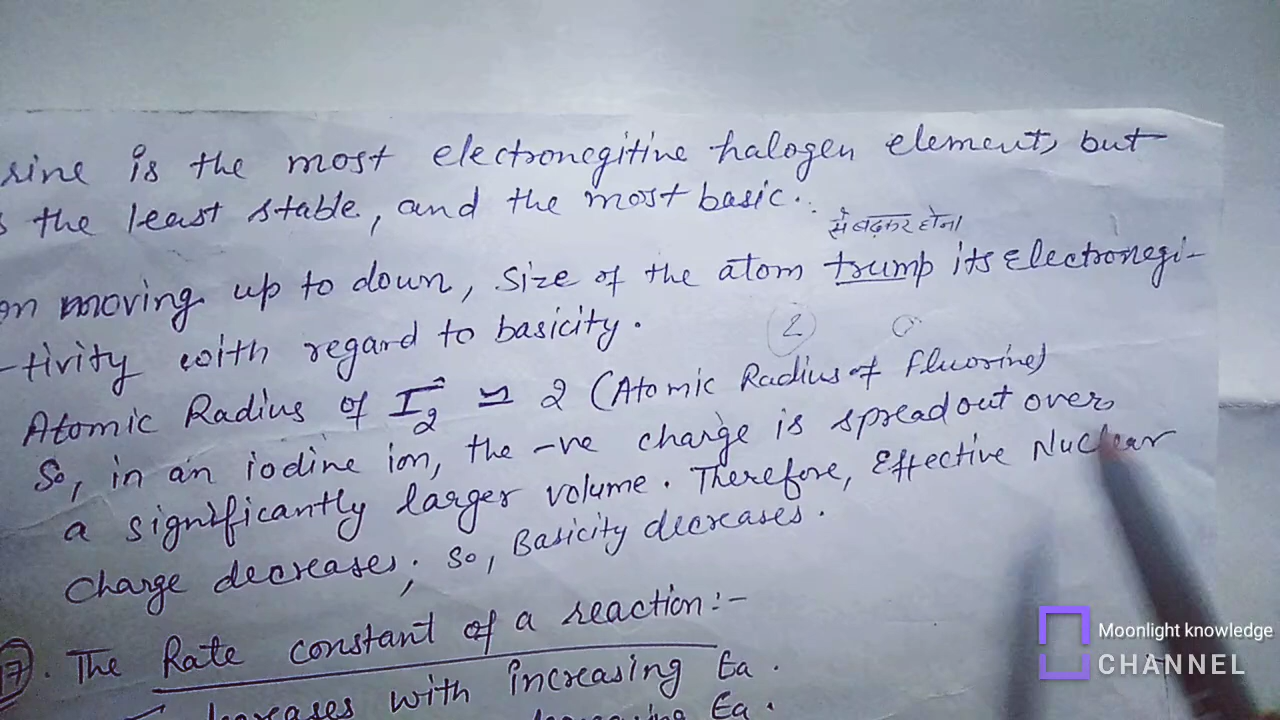 rine is the most electronegitive halogen element, but
s the least stable, and the most basic.
से बढ़कर होना
on moving up to down, size of the atom trump its electronegi-
-tivity with regard to basicity.
2
Atomic Radius of I2 ≃ 2 (Atomic Radius of Fluorine)
So, in an iodine ion, the -ve charge is spread out over
a significantly larger volume. Therefore, Effective Nuclear
Charge decreases. So, Basicity decreases.
17. The Rate constant of a reaction:-
with increasing Ea.
Ea.
Moonlight knowledge
CHANNEL